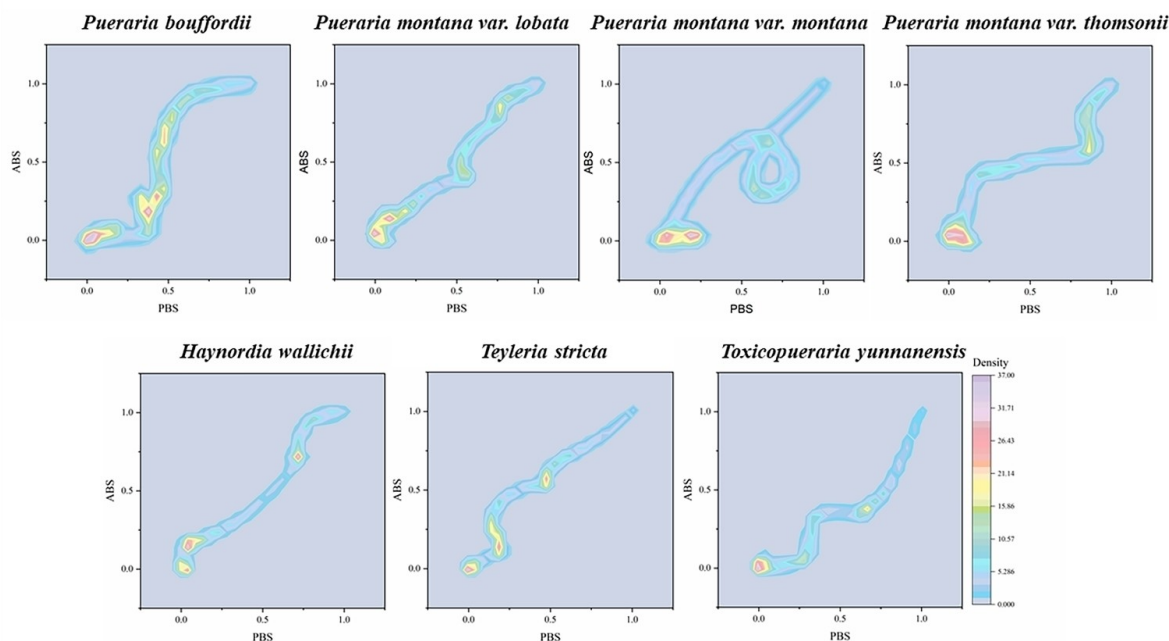 Pueraria bouffordii
Pueraria montana var. lobata
Pueraria montana var. montana
Pueraria montana var. thomsonii
1.0
0.5
0.0
ABS
0.0 0.5 1.0
PBS
1.0
0.5
0.0
ABS
0.0 0.5 1.0
PBS
1.0
0.5
0.0
ABS
0.0 0.5 1.0
PBS
1.0
0.5
0.0
ABS
0.0 0.5 1.0
PBS
Haynordia wallichii
Teyleria stricta
Toxicopueraria yunnanensis
1.0
0.5
0.0
ABS
0.0 0.5 1.0
PBS
1.0
0.5
0.0
ABS
0.0 0.5 1.0
PBS
1.0
0.5
0.0
ABS
0.0 0.5 1.0
PBS
Density
37.00
31.71
26.43
21.14
15.86
10.57
5.286
0.000